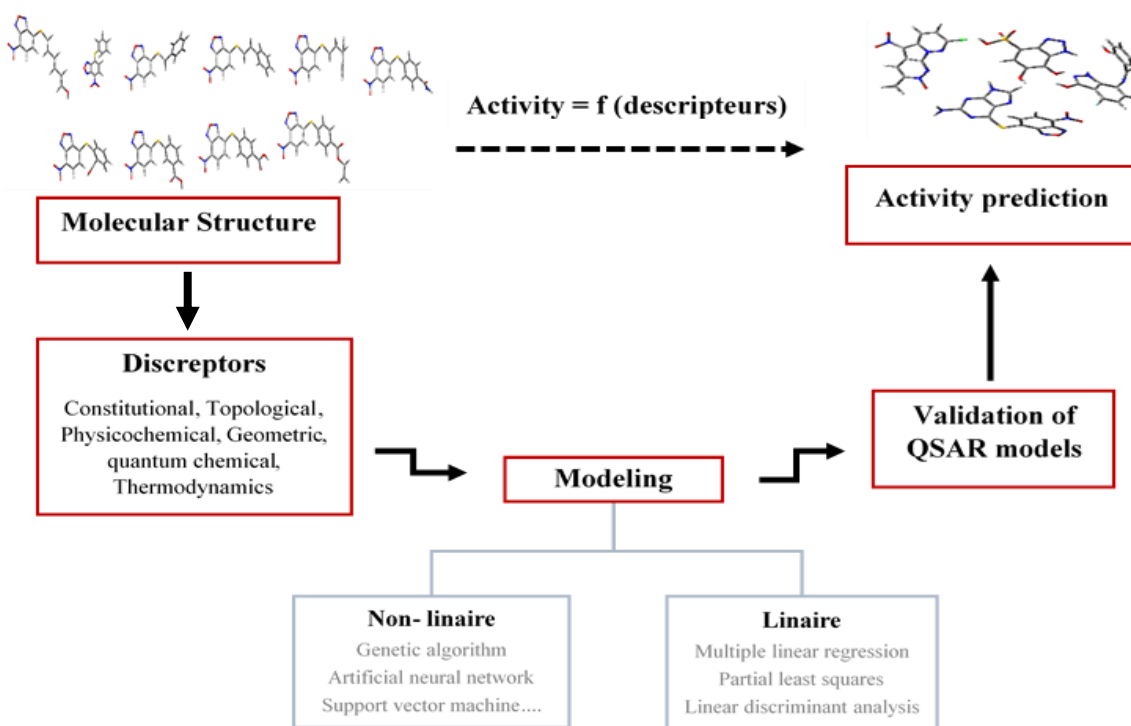 Activity = f (descripteurs)
Molecular Structure
Activity prediction
Discreptors
Constitutional, Topological,
Physicochemical, Geometric,
quantum chemical,
Thermodynamics
Modeling
Validation of
QSAR models
Non- linaire
Genetic algorithm
Artificial neural network
Support vector machine....
Linaire
Multiple linear regression
Partial least squares
Linear discriminant analysis